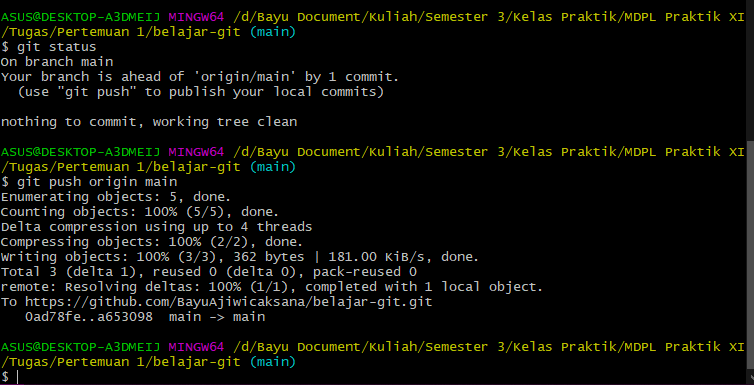 ASUS@DESKTOP-A3DMEIJ MINGW64 /d/Bayu Document/Kuliah/Semester 3/Kelas Praktik/MDPL Praktik XI
/Tugas/Pertemuan 1/belajar-git (main)
$ git status
On branch main
Your branch is ahead of 'origin/main' by 1 commit.
  (use "git push" to publish your local commits)

nothing to commit, working tree clean

ASUS@DESKTOP-A3DMEIJ MINGW64 /d/Bayu Document/Kuliah/Semester 3/Kelas Praktik/MDPL Praktik XI
/Tugas/Pertemuan 1/belajar-git (main)
$ git push origin main
Enumerating objects: 5, done.
Counting objects: 100% (5/5), done.
Delta compression using up to 4 threads
Compressing objects: 100% (2/2), done.
Writing objects: 100% (3/3), 362 bytes | 181.00 KiB/s, done.
Total 3 (delta 1), reused 0 (delta 0), pack-reused 0
remote: Resolving deltas: 100% (1/1), completed with 1 local object.
To https://github.com/BayuAjiwicaksana/belajar-git.git
   0ad78fe..a653098  main -> main

ASUS@DESKTOP-A3DMEIJ MINGW64 /d/Bayu Document/Kuliah/Semester 3/Kelas Praktik/MDPL Praktik XI
/Tugas/Pertemuan 1/belajar-git (main)
$